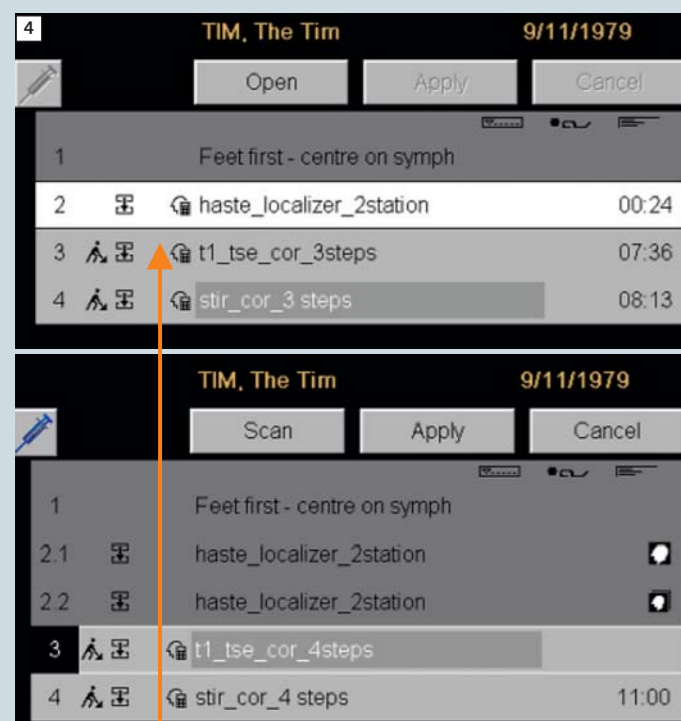 4
TIM, The Tim 9/11/1979
Open Apply Cancel
1 Feet first - centre on symph
2 haste_localizer_2station 00:24
3 t1_tse_cor_3steps 07:36
4 stir_cor_3 steps 08:13
TIM, The Tim 9/11/1979
Scan Apply Cancel
1 Feet first - centre on symph
2.1 haste_localizer_2station
2.2 haste_localizer_2station
3 t1_tse_cor_4steps
4 stir_cor_4 steps 11:00